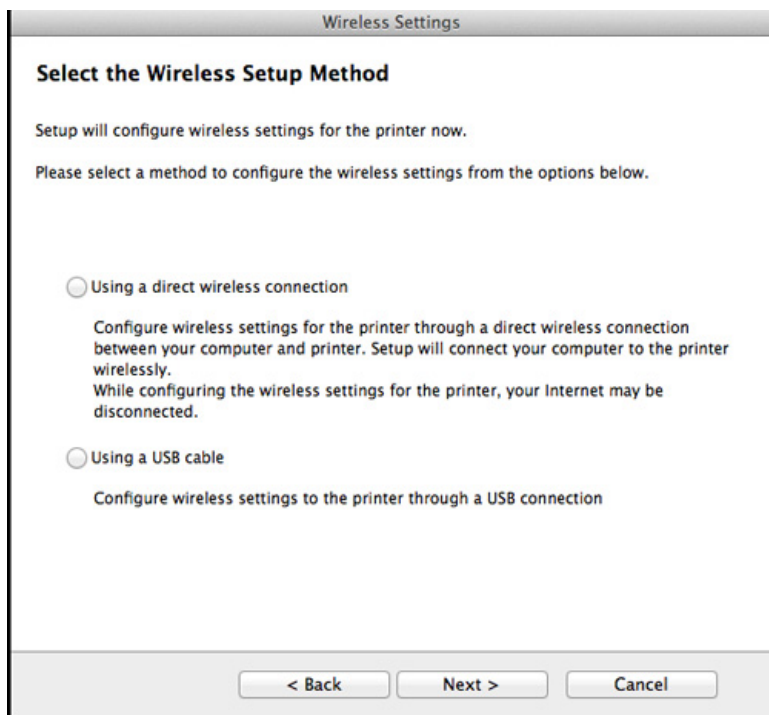 Wireless Settings
Select the Wireless Setup Method
Setup will configure wireless settings for the printer now.
Please select a method to configure the wireless settings from the options below.
Using a direct wireless connection
Configure wireless settings for the printer through a direct wireless connection
between your computer and printer. Setup will connect your computer to the printer
wirelessly.
While configuring the wireless settings for the printer, your Internet may be
disconnected.
Using a USB cable
Configure wireless settings to the printer through a USB connection
< Back Next > Cancel